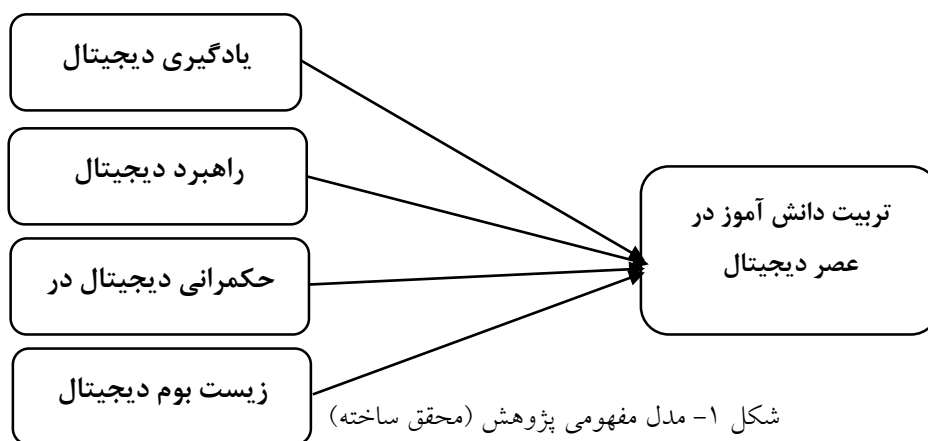 یادگیری دیجیتال
راهبرد دیجیتال
حکمرانی دیجیتال در
زیست بوم دیجیتال
تربیت دانش آموز در
عصر دیجیتال
شکل ۱- مدل مفهومی پژوهش (محقق ساخته)